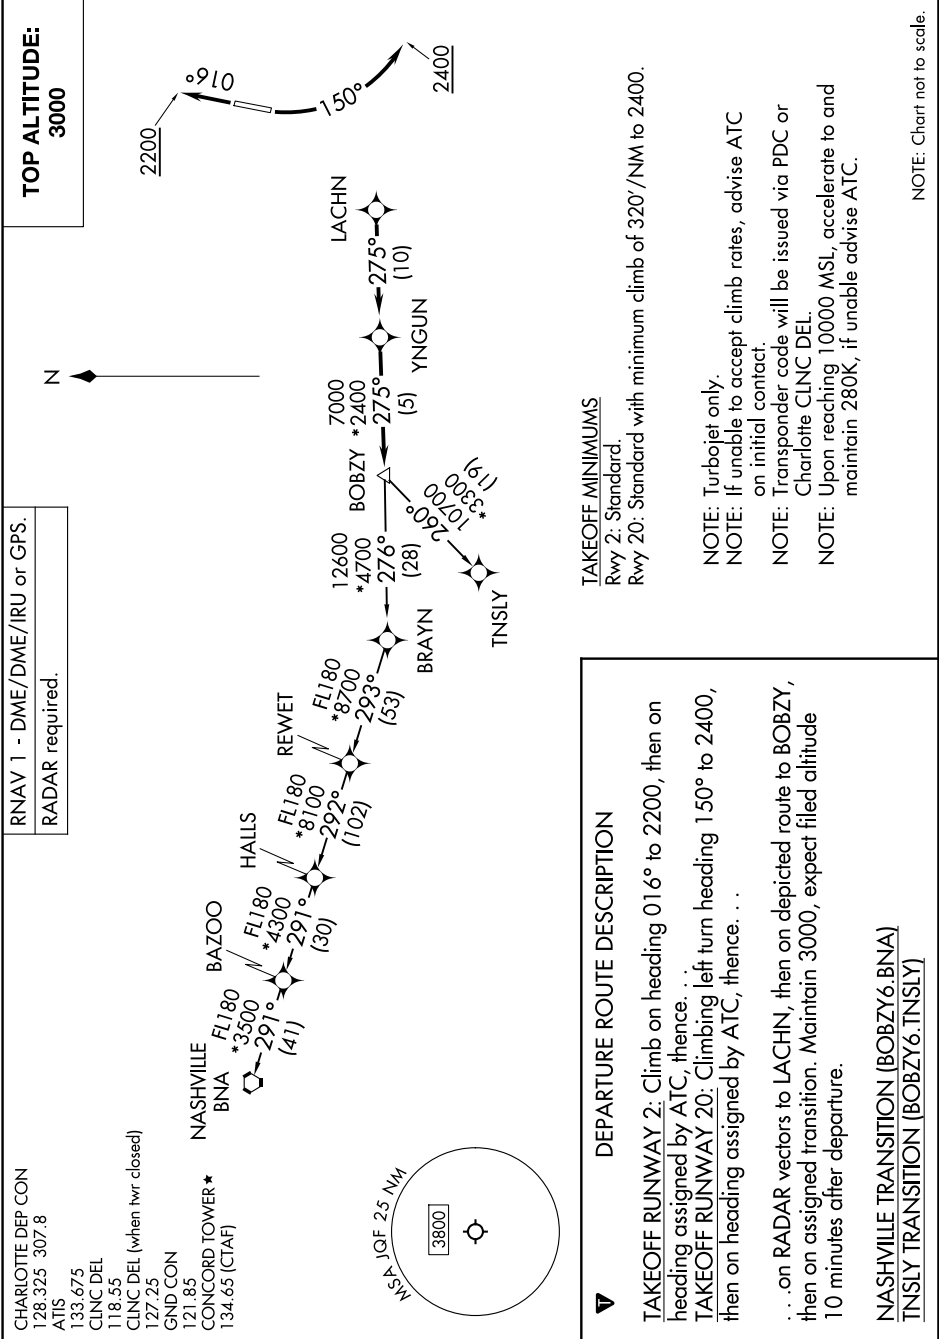 CHARLOTTE DEP CON
128.325 307.8
ATIS
133.675
CLNC DEL
118.55
CLNC DEL (when twr closed)
127.25
GND CON
121.85
CONCORD TOWER★
134.65 (CTAF)
RNAV 1 - DME/DME/IRU or GPS.
RADAR required.
TOP ALTITUDE:
3000
N
2200
016°
150°
2400
NASHVILLE
BNA
FL180
*3500
291°
(41)
BAZOO
FL180
*4300
291°
(30)
HALLS
FL180
*8100
292°
(102)
REWET
FL180
*8700
293°
(53)
BRAYN
12600
*4700
276°
(28)
BOBZY
7000
*2400
275°
(5)
YNGUN
275°
(10)
LACHN
260°
10700
*3300
(19)
TNSLY
MSA JQF 25 NM
3800
TAKEOFF MINIMUMS
Rwy 2: Standard.
Rwy 20: Standard with minimum climb of 320'/NM to 2400.
NOTE: Turbojet only.
NOTE: If unable to accept climb rates, advise ATC
on initial contact.
NOTE: Transponder code will be issued via PDC or
Charlotte CLNC DEL.
NOTE: Upon reaching 10000 MSL, accelerate to and
maintain 280K, if unable advise ATC.
NOTE: Chart not to scale.
T
DEPARTURE ROUTE DESCRIPTION
TAKEOFF RUNWAY 2: Climb on heading 016° to 2200, then on
heading assigned by ATC, thence. . .
TAKEOFF RUNWAY 20: Climbing left turn heading 150° to 2400,
then on heading assigned by ATC, thence. . .
. . .on RADAR vectors to LACHN, then on depicted route to BOBZY,
then on assigned transition. Maintain 3000, expect filed altitude
10 minutes after departure.
NASHVILLE TRANSITION (BOBZY6.BNA)
TNSLY TRANSITION (BOBZY6.TNSLY)